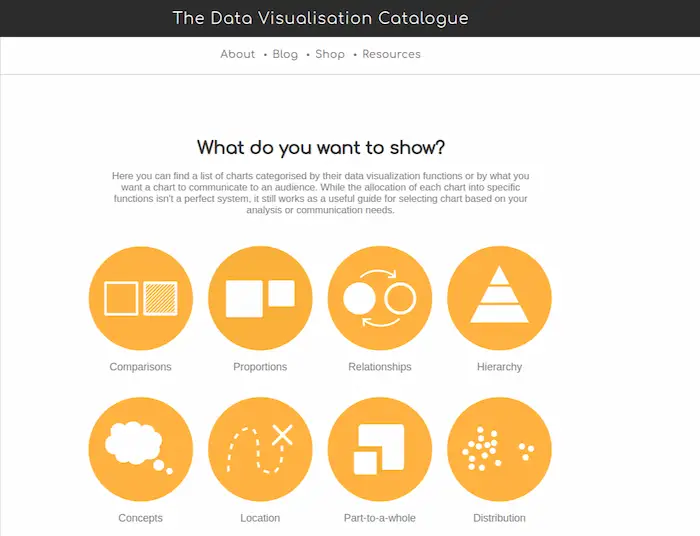 The Data Visualisation Catalogue
About • Blog • Shop • Resources
What do you want to show?
Here you can find a list of charts categorised by their data visualization functions or by what you
want a chart to communicate to an audience. While the allocation of each chart into specific
functions isn't a perfect system, it still works as a useful guide for selecting chart based on your
analysis or communication needs.
Comparisons
Proportions
Relationships
Hierarchy
Concepts
Location
Part-to-a-whole
Distribution